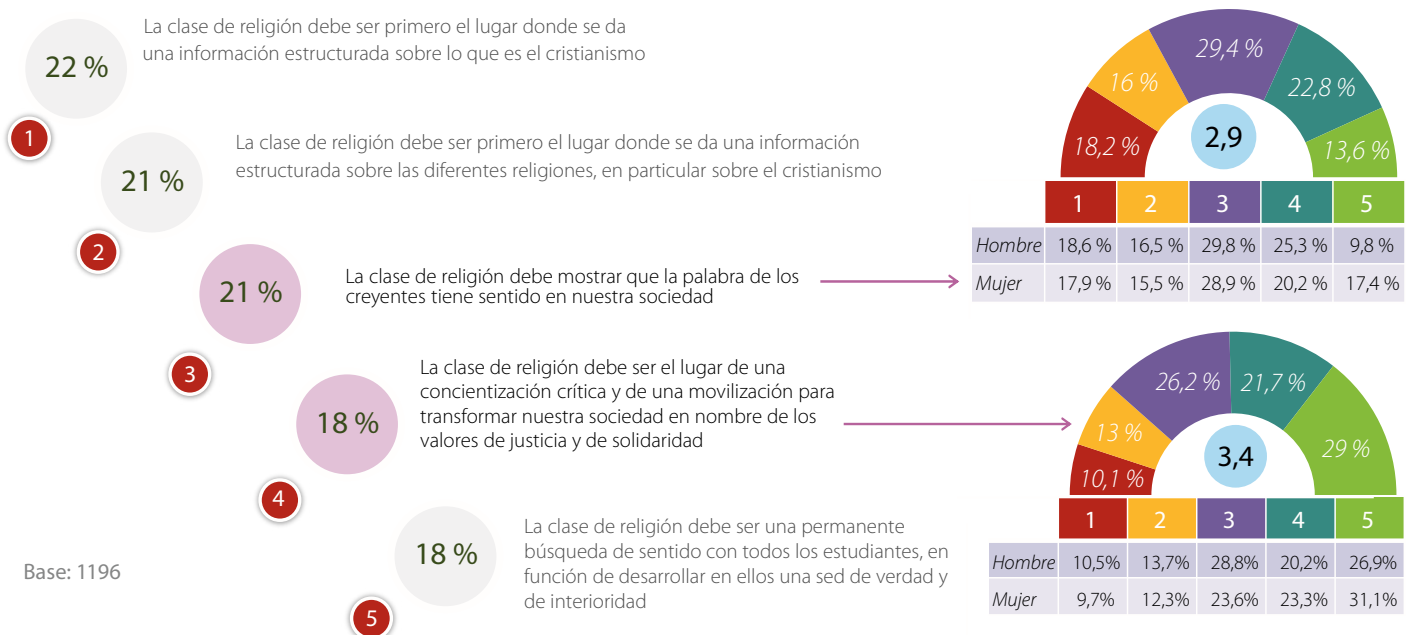 La clase de religión debe ser primero el lugar donde se da
una información estructurada sobre lo que es el cristianismo
22 %
1
La clase de religión debe ser primero el lugar donde se da una información
estructurada sobre las diferentes religiones, en particular sobre el cristianismo
21 %
2
La clase de religión debe mostrar que la palabra de los
creyentes tiene sentido en nuestra sociedad
21 %
3
La clase de religión debe ser el lugar de una
concientización crítica y de una movilización para
transformar nuestra sociedad en nombre de los
valores de justicia y de solidaridad
18 %
4
La clase de religión debe ser una permanente
búsqueda de sentido con todos los estudiantes, en
función de desarrollar en ellos una sed de verdad y
de interioridad
18 %
5
Base: 1196
18,2 %
16 %
29,4 %
22,8 %
13,6 %
2,9
1 2 3 4 5
Hombre 18,6 % 16,5 % 29,8 % 25,3 % 9,8 %
Mujer 17,9 % 15,5 % 28,9 % 20,2 % 17,4 %
10,1 %
13 %
26,2 %
21,7 %
29 %
3,4
1 2 3 4 5
Hombre 10,5% 13,7% 28,8% 20,2% 26,9%
Mujer 9,7% 12,3% 23,6% 23,3% 31,1%